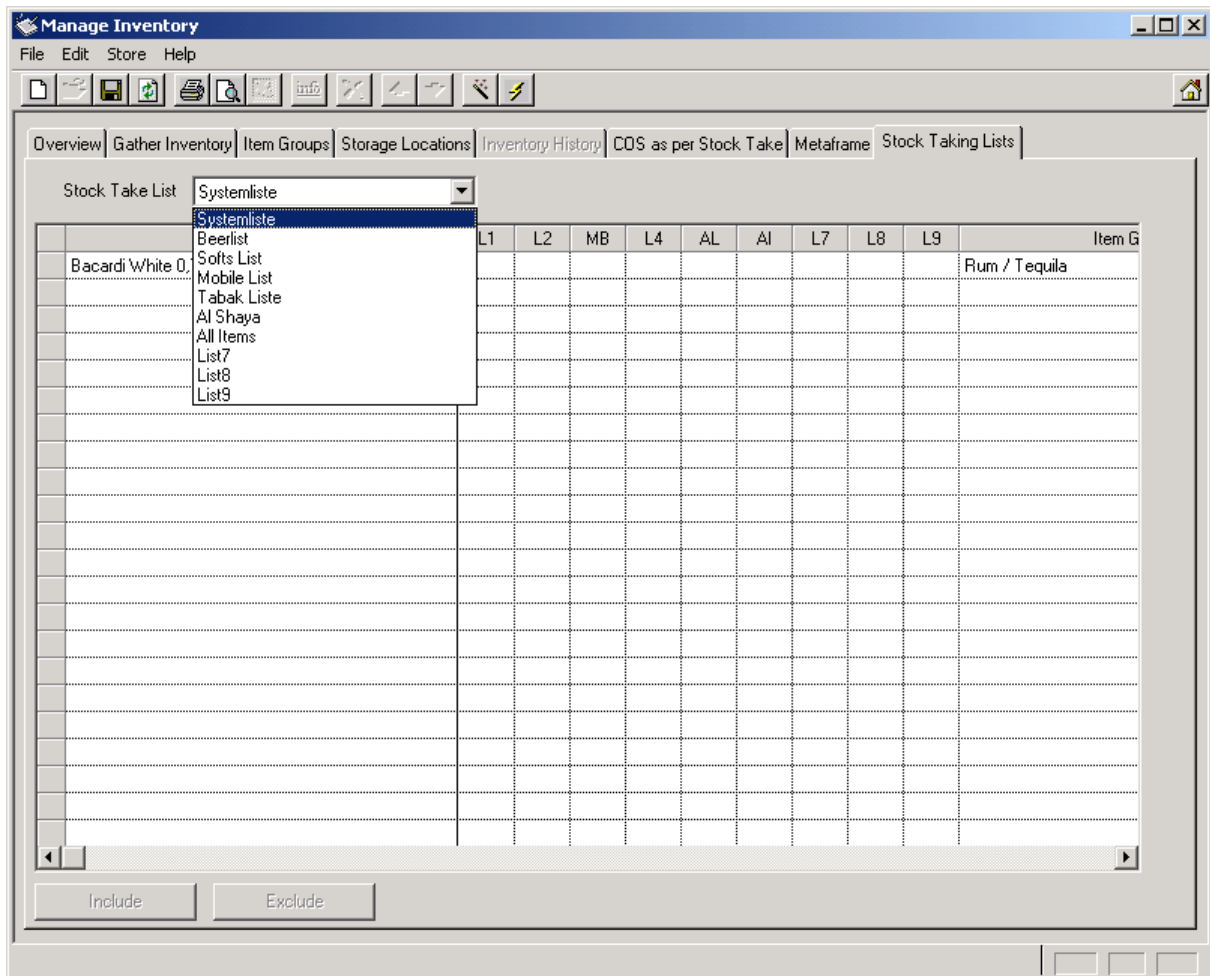 Manage Inventory
File Edit Store Help
info
Overview Gather Inventory Item Groups Storage Locations Inventory History COS as per Stock Take Metaframe Stock Taking Lists
Stock Take List Systemliste
Systemliste
Beerlist
Softs List
Mobile List
Tabak Liste
Al Shaya
All Items
List7
List8
List9
L1 L2 MB L4 AL Al L7 L8 L9 Item G
Bacardi White 0, Rum / Tequila
Include Exclude